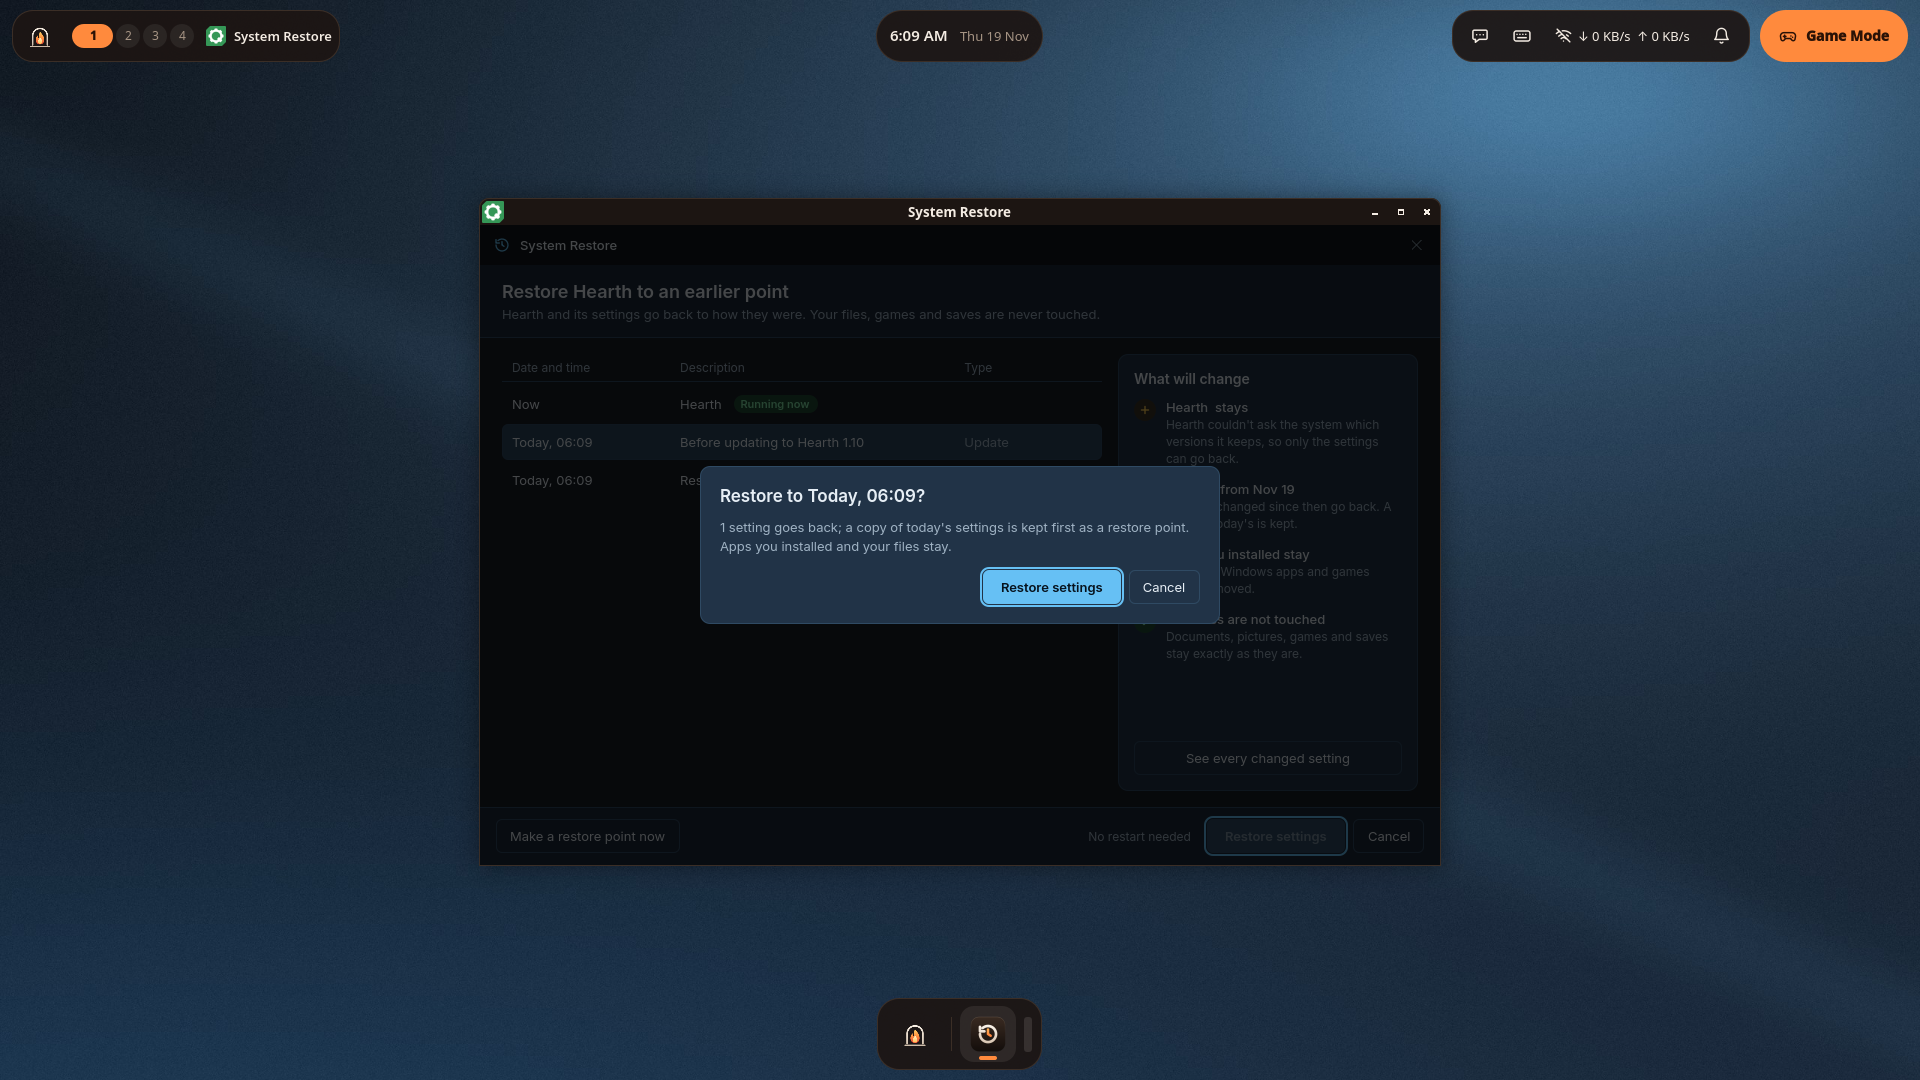 1 2 3 4 System Restore
6:09 AM Thu 19 Nov
↓ 0 KB/s ↑ 0 KB/s
Game Mode
System Restore
System Restore
Restore Hearth to an earlier point
Hearth and its settings go back to how they were. Your files, games and saves are never touched.
Date and time Description Type
Now Hearth Running now
Today, 06:09 Before updating to Hearth 1.10 Update
Today, 06:09
What will change
Hearth stays
Hearth couldn't ask the system which
versions it keeps, so only the settings
can go back.
from Nov 19
changed since then go back. A
is kept.
installed stay
Windows apps and games
are not touched
Documents, pictures, games and saves
stay exactly as they are.
See every changed setting
Restore to Today, 06:09?
1 setting goes back; a copy of today's settings is kept first as a restore point.
Apps you installed and your files stay.
Restore settings Cancel
Make a restore point now
No restart needed Restore settings Cancel